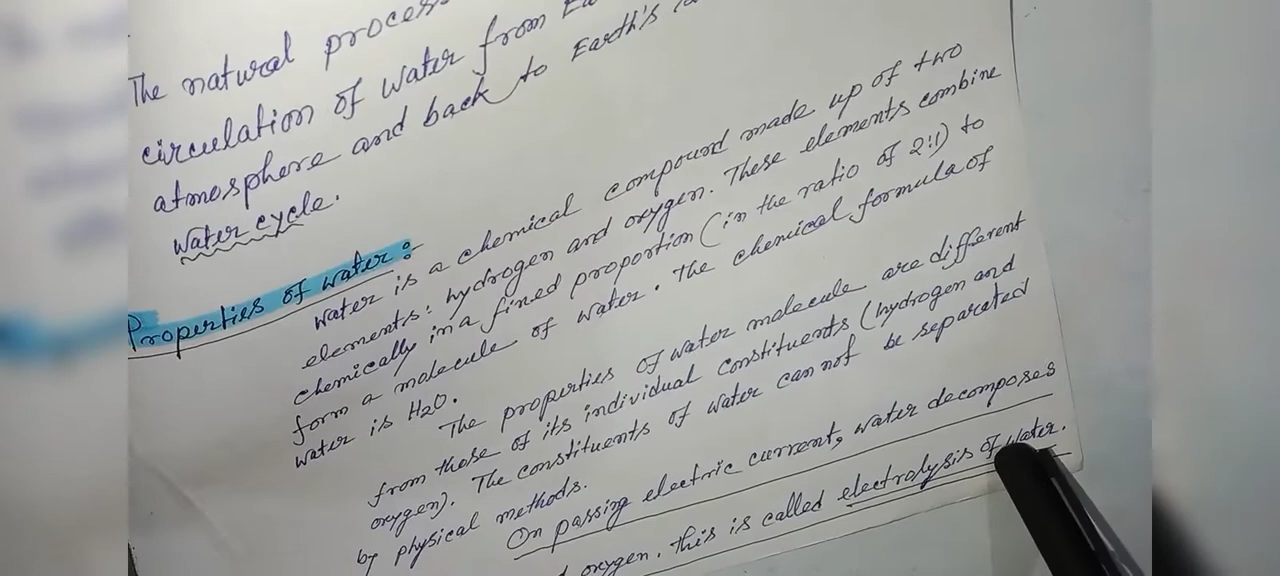 The natural process
circulation of water from
atmosphere and back to Earth's
water cycle.
Properties of water:
Water is a chemical compound made up of two
elements: hydrogen and oxygen. These elements combine
chemically in a fixed proportion (in the ratio of 2:1) to
form a molecule of water. The chemical formula of
water is H2O.
The properties of water molecule are different
from those of its individual constituents (hydrogen and
oxygen). The constituents of water can not be separated
by physical methods.
On passing electric current, water decomposes
oxygen. This is called electrolysis of water.